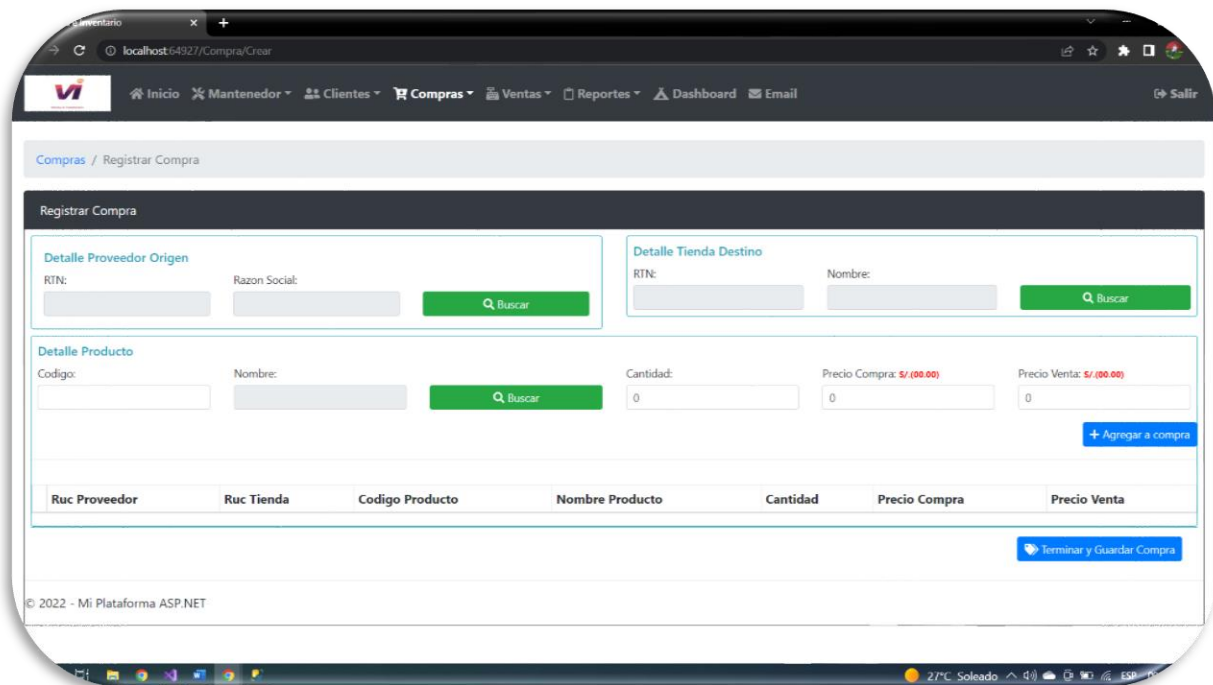 Inventario
localhost:64927/Compra/Crear
Vi
Inicio Mantenedor Clientes Compras Ventas Reportes Dashboard Email Salir
Compras / Registrar Compra
Registrar Compra
Detalle Proveedor Origen
RTN: Razon Social:
Buscar
Detalle Tienda Destino
RTN: Nombre:
Buscar
Detalle Producto
Codigo: Nombre: Cantidad: Precio Compra: S/.(00.00) Precio Venta: S/.(00.00)
Buscar 0 0 0
+ Agregar a compra
Ruc Proveedor Ruc Tienda Codigo Producto Nombre Producto Cantidad Precio Compra Precio Venta
Terminar y Guardar Compra
© 2022 - Mi Plataforma ASP.NET
27°C Soleado ESP